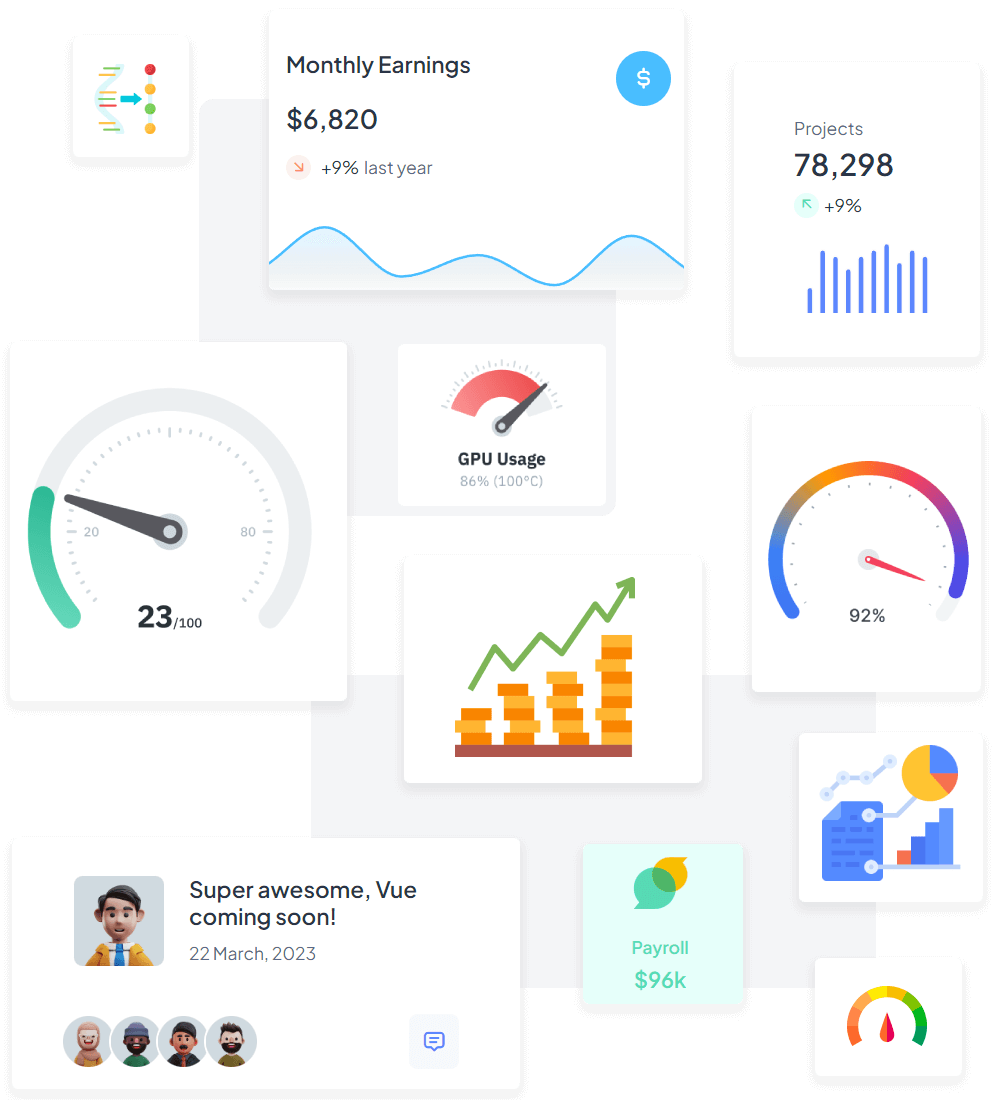 Monthly Earnings
$
$6,820
+9% last year
Projects
78,298
+9%
GPU Usage
86% (100°C)
20
80
23/100
92%
Super awesome, Vue
coming soon!
22 March, 2023
Payroll
$96k